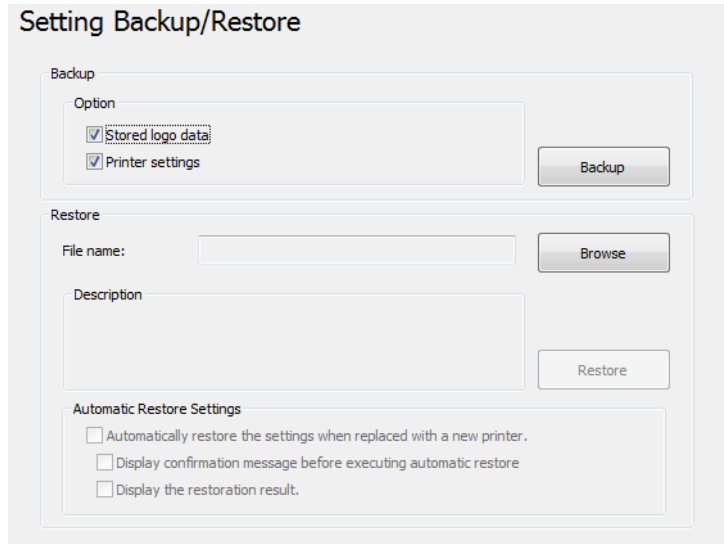 Setting Backup/Restore
Backup
Option
Stored logo data
Printer settings
Backup
Restore
File name:
Browse
Description
Restore
Automatic Restore Settings
Automatically restore the settings when replaced with a new printer.
Display confirmation message before executing automatic restore
Display the restoration result.